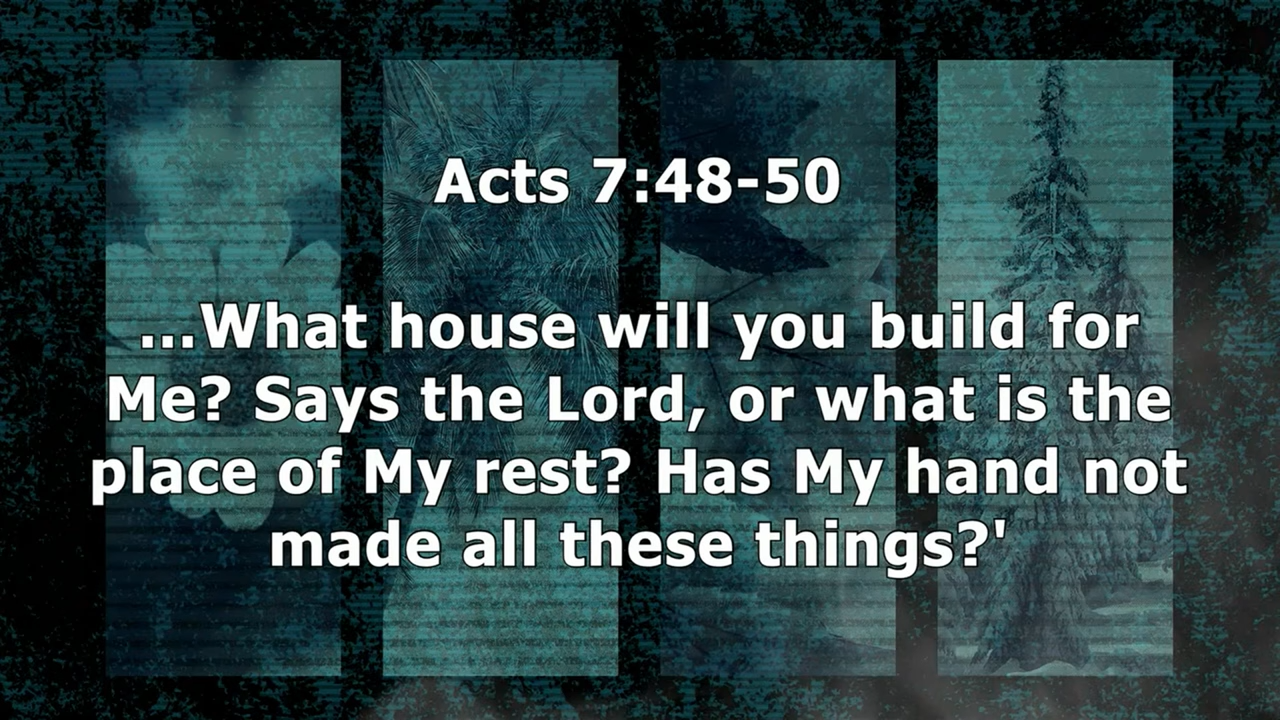 Acts 7:48-50
...What house will you build for
Me? Says the Lord, or what is the
place of My rest? Has My hand not
made all these things?'